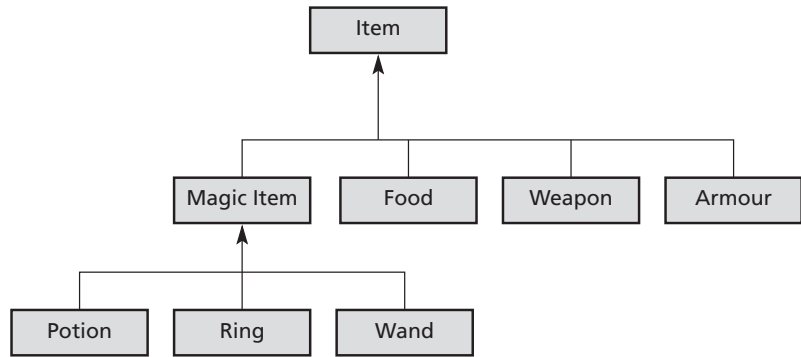 Item
Magic Item
Food
Weapon
Armour
Potion
Ring
Wand